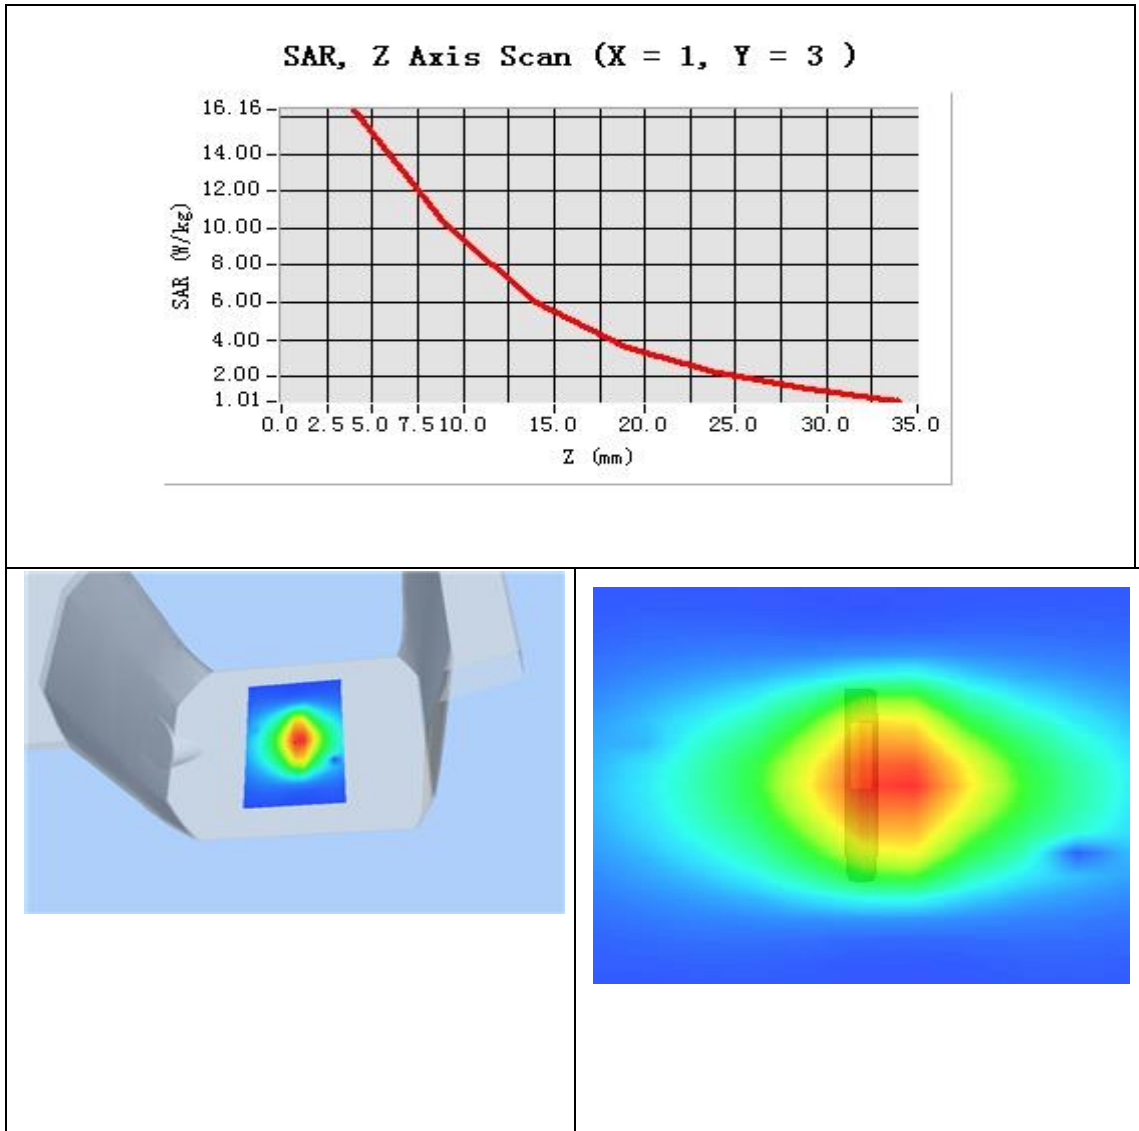 SAR, Z Axis Scan (X = 1, Y = 3 )
16.16
14.00
12.00
10.00
8.00
6.00
4.00
2.00
1.01
SAR (W/kg)
0.0 2.5 5.0 7.5 10.0 15.0 20.0 25.0 30.0 35.0
Z (mm)